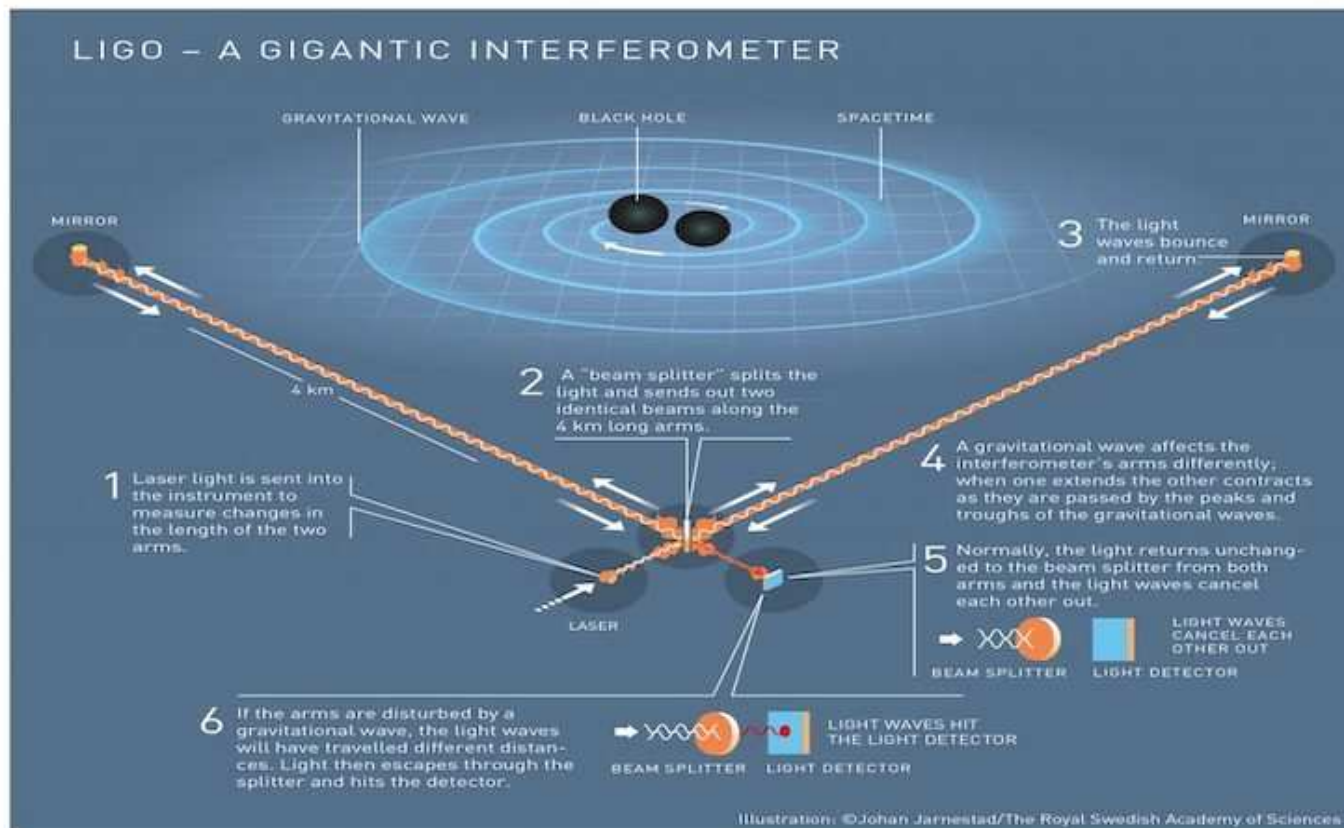 LIGO – A GIGANTIC INTERFEROMETER
GRAVITATIONAL WAVE
BLACK HOLE
SPACETIME
MIRROR
MIRROR
3 The light
waves bounce
and return
4 km
2 A "beam splitter" splits the
light and sends out two
identical beams along the
4 km long arms.
1 Laser light is sent into
the instrument to
measure changes in
the length of the two
arms.
4 A gravitational wave affects the
interferometer's arms differently;
when one extends the other contracts
as they are passed by the peaks and
troughs of the gravitational waves.
5 Normally, the light returns unchang-
ed to the beam splitter from both
arms and the light waves cancel
each other out.
LIGHT WAVES
CANCEL EACH
OTHER OUT
BEAM SPLITTER
LIGHT DETECTOR
LASER
6 If the arms are disturbed by a
gravitational wave, the light waves
will have travelled different distan-
ces. Light then escapes through the
splitter and hits the detector.
LIGHT WAVES HIT
THE LIGHT DETECTOR
BEAM SPLITTER
LIGHT DETECTOR
Illustration: ©Johan Jarnestad/The Royal Swedish Academy of Sciences